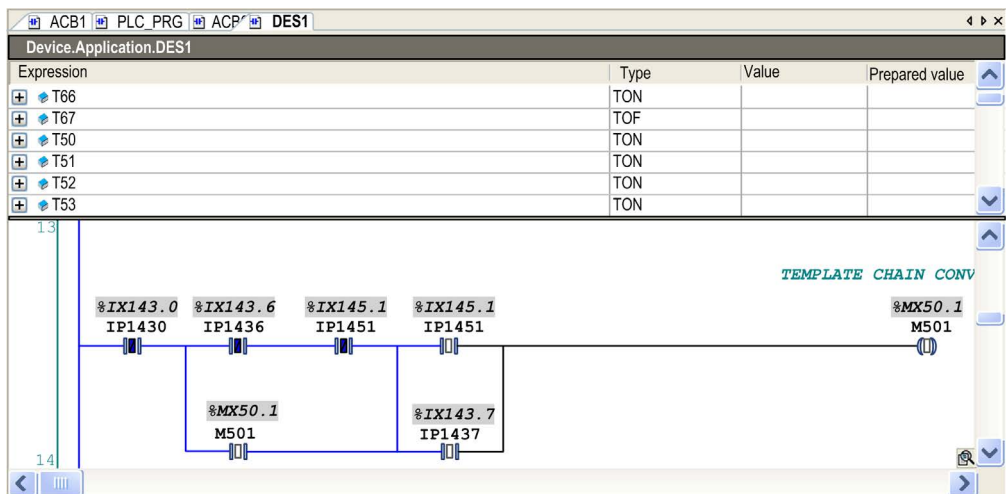 ACB1 PLC_PRG ACB DES1
Device.Application.DES1
Expression Type Value Prepared value
T66 TON
T67 TOF
T50 TON
T51 TON
T52 TON
T53 TON
13
TEMPLATE CHAIN CONV
%IX143.0 %IX143.6 %IX145.1 %IX145.1 %MX50.1
IP1430 IP1436 IP1451 IP1451 M501
%MX50.1 %IX143.7
M501 IP1437
14